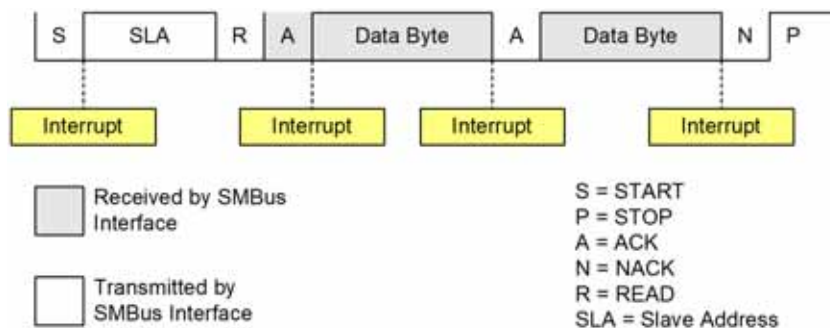 S SLA R A Data Byte A Data Byte N P
Interrupt Interrupt Interrupt Interrupt
Received by SMBus
Interface
Transmitted by
SMBus Interface
S = START
P = STOP
A = ACK
N = NACK
R = READ
SLA = Slave Address